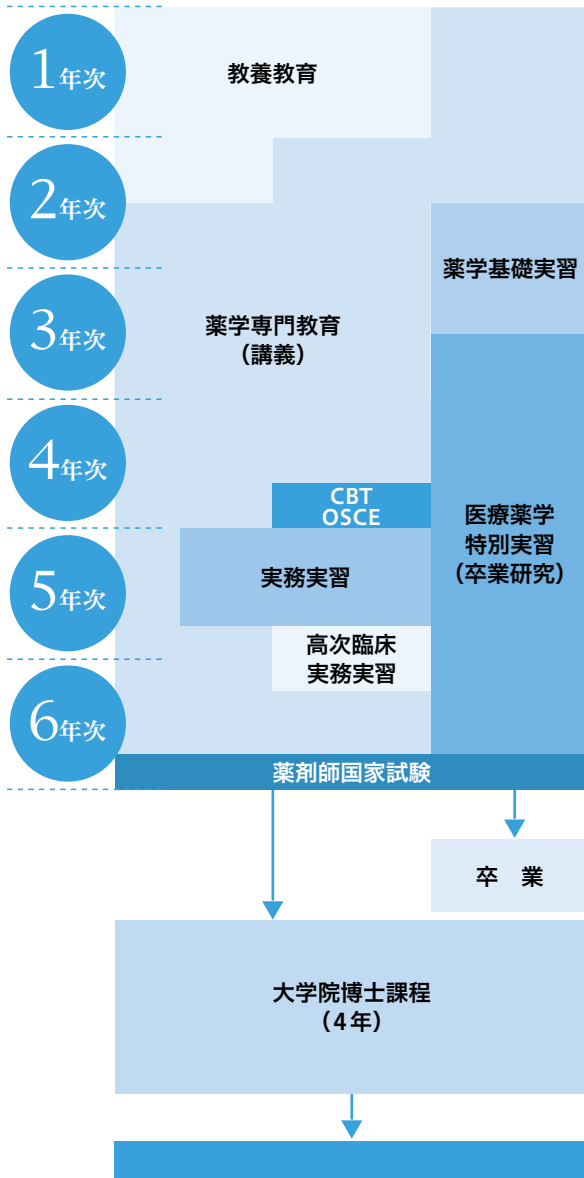 1年次
教養教育
2年次
薬学基礎実習
3年次
薬学専門教育
（講義）
4年次
CBT
OSCE
医療薬学
特別実習
（卒業研究）
5年次
実務実習
高次臨床
実務実習
6年次
薬剤師国家試験
卒　業
大学院博士課程
（4年）